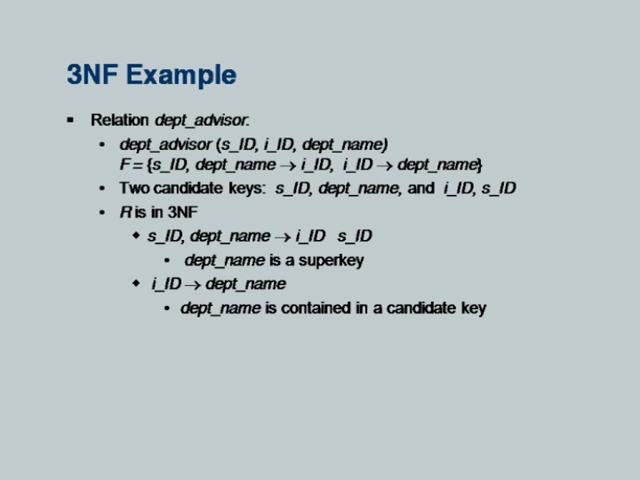 3NF Example
▪ Relation dept_advisor:
• dept_advisor (s_ID, i_ID, dept_name)
F = {s_ID, dept_name → i_ID, i_ID → dept_name}
• Two candidate keys: s_ID, dept_name, and i_ID, s_ID
• R is in 3NF
◆ s_ID, dept_name → i_ID s_ID
• dept_name is a superkey
◆ i_ID → dept_name
• dept_name is contained in a candidate key